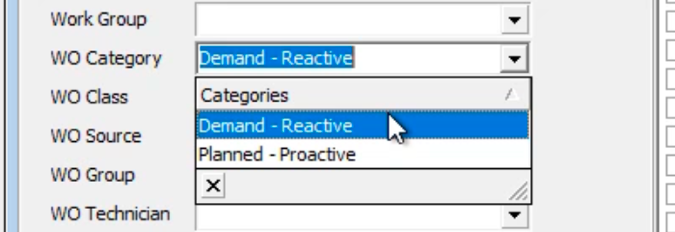 Work Group
WO Category Demand - Reactive
WO Class Categories
Demand - Reactive
WO Source
Planned - Proactive
WO Group
WO Technician